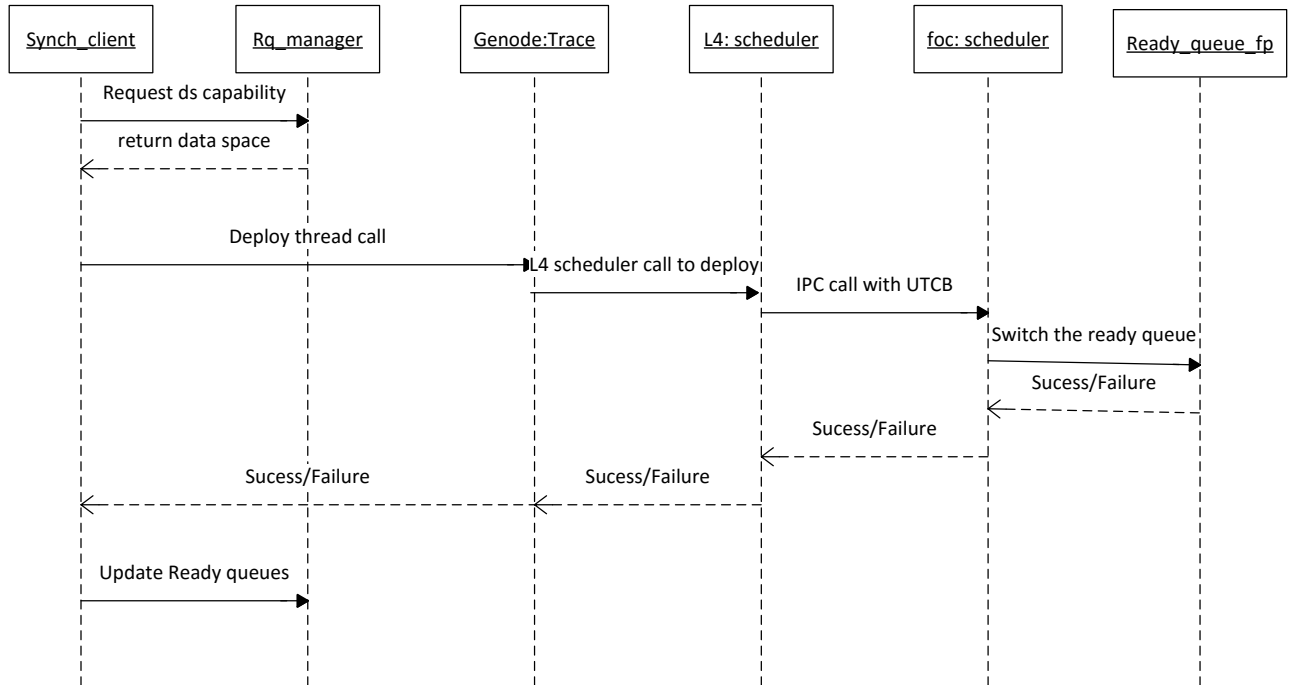 Synch_client
Rq_manager
Genode:Trace
L4: scheduler
foc: scheduler
Ready_queue_fp
Request ds capability
return data space
Deploy thread call
L4 scheduler call to deploy
IPC call with UTCB
Switch the ready queue
Sucess/Failure
Sucess/Failure
Sucess/Failure
Sucess/Failure
Update Ready queues